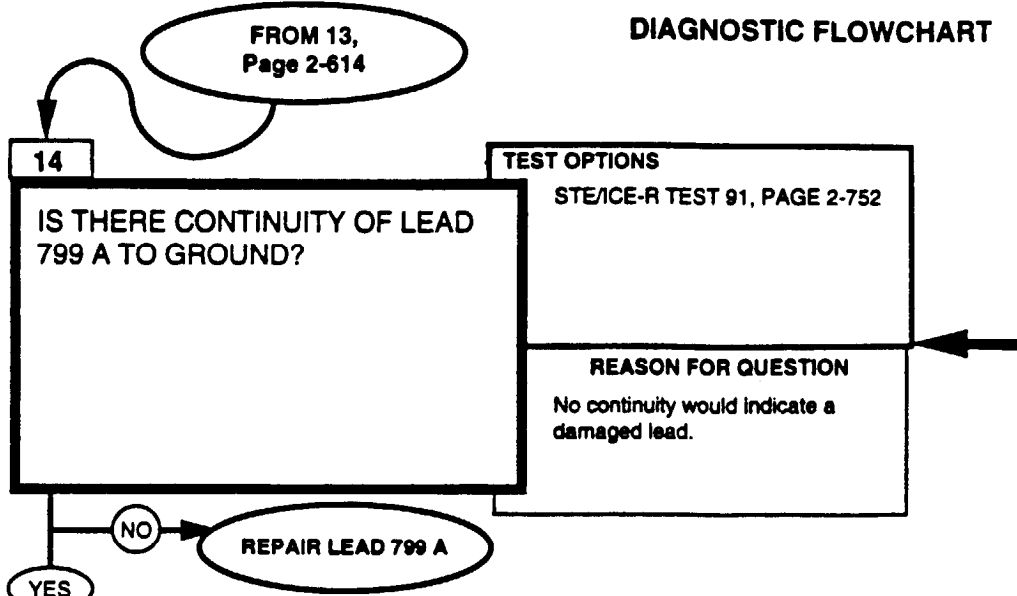 DIAGNOSTIC FLOWCHART
FROM 13,
Page 2-614
14
IS THERE CONTINUITY OF LEAD
799 A TO GROUND?
TEST OPTIONS
STE/ICE-R TEST 91, PAGE 2-752
REASON FOR QUESTION
No continuity would indicate a
damaged lead.
NO
REPAIR LEAD 799 A
YES